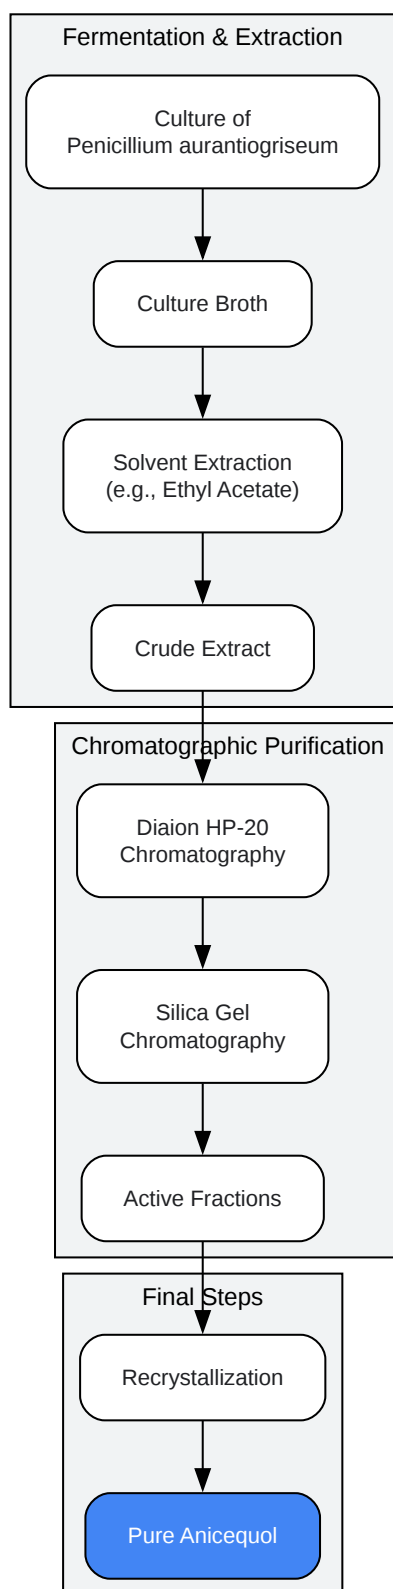 Fermentation & Extraction
Culture of
Penicillium aurantiogriseum
Culture Broth
Solvent Extraction
(e.g., Ethyl Acetate)
Crude Extract
Chromatographic Purification
Diaion HP-20
Chromatography
Silica Gel
Chromatography
Active Fractions
Final Steps
Recrystallization
Pure Anicequol